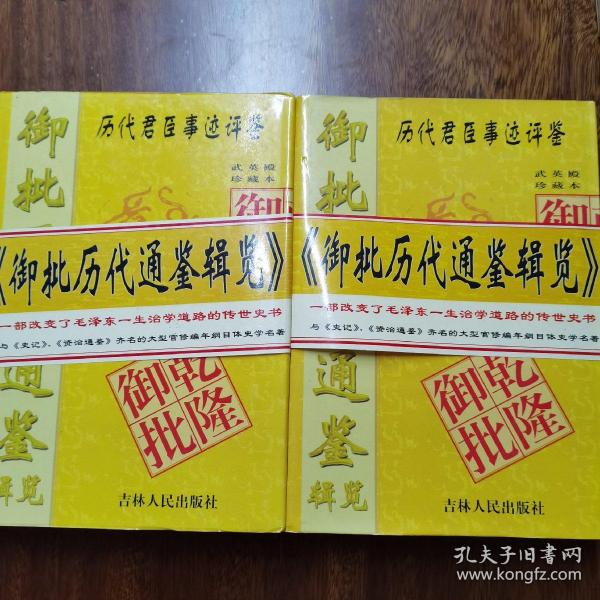 御批
通鉴
辑览
历代君臣事迹评鉴
武英殿
珍藏本
御
《御批历代通鉴辑览》
一部改变了毛泽东一生治学道路的传世史书
与《史记》、《资治通鉴》齐名的大型官修编年纲目体史学名著
乾隆
御批
吉林人民出版社
御批
通鉴
辑览
历代君臣事迹评鉴
武英殿
珍藏本
御
《御批历代通鉴辑览》
一部改变了毛泽东一生治学道路的传世史书
与《史记》、《资治通鉴》齐名的大型官修编年纲目体史学名著
乾隆
御批
吉林人民出版社
孔夫子旧书网
www.kongfz.com